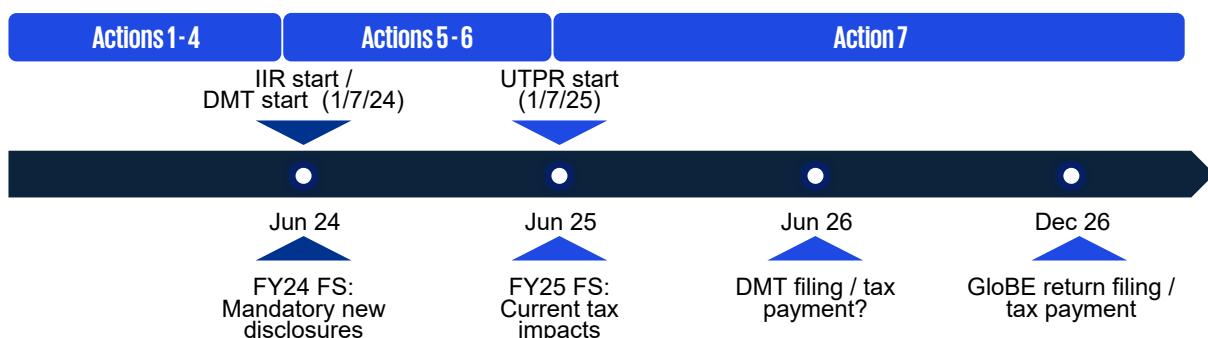 Actions 1 - 4
Actions 5 - 6
Action 7
IIR start /
DMT start (1/7/24)
UTPR start
(1/7/25)
Jun 24
Jun 25
Jun 26
Dec 26
FY24 FS:
Mandatory new
disclosures
FY25 FS:
Current tax
impacts
DMT filing / tax
payment?
GloBE return filing /
tax payment